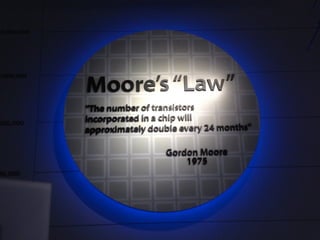 Moore's "Law"
"The number of transistors
incorporated in a chip will
approximately double every 24 months"
Gordon Moore
1975